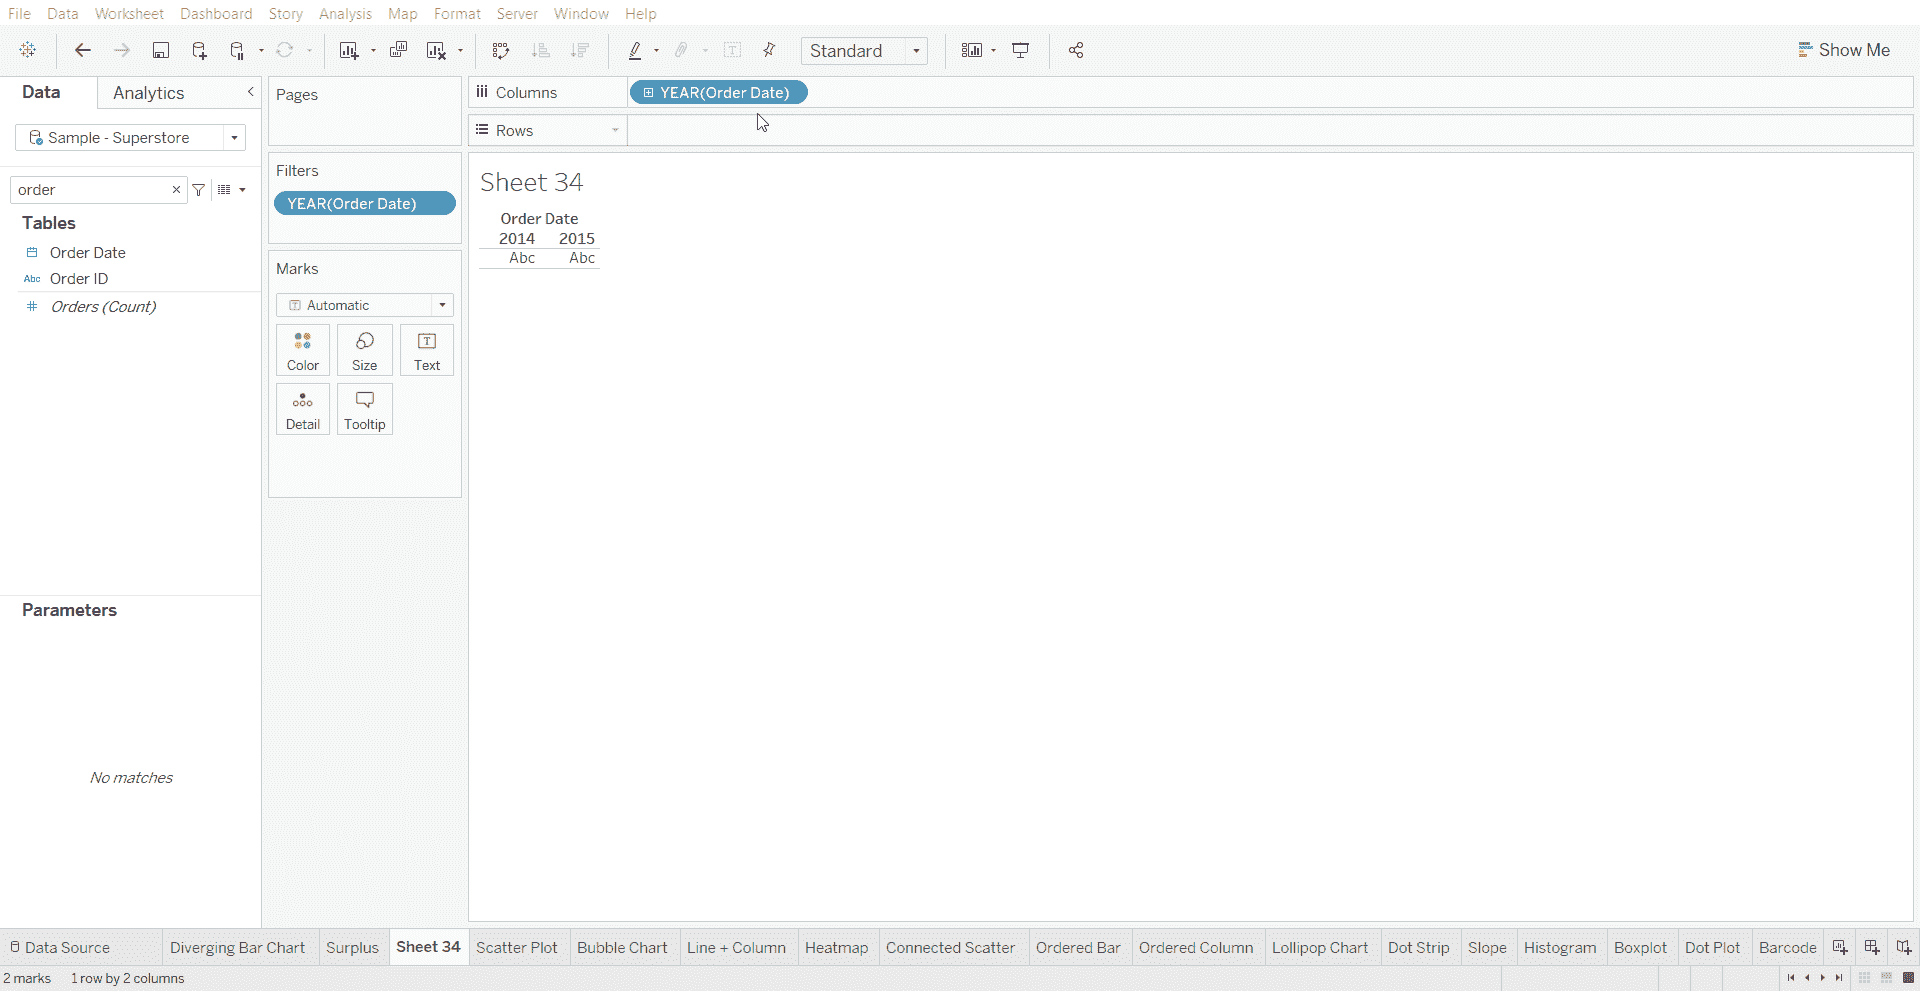 File Data Worksheet Dashboard Story Analysis Map Format Server Window Help
Standard
Show Me
Data
Analytics
Sample - Superstore
order
Tables
Order Date
Abc Order ID
Orders (Count)
Parameters
No matches
Pages
Filters
YEAR(Order Date)
Marks
Automatic
Color
Size
Text
Detail
Tooltip
Columns
YEAR(Order Date)
Rows
Sheet 34
Order Date
2014 2015
Abc Abc
Data Source Diverging Bar Chart Surplus Sheet 34 Scatter Plot Bubble Chart Line + Column Heatmap Connected Scatter Ordered Bar Ordered Column Lollipop Chart Dot Strip Slope Histogram Boxplot Dot Plot Barcode
2 marks 1 row by 2 columns